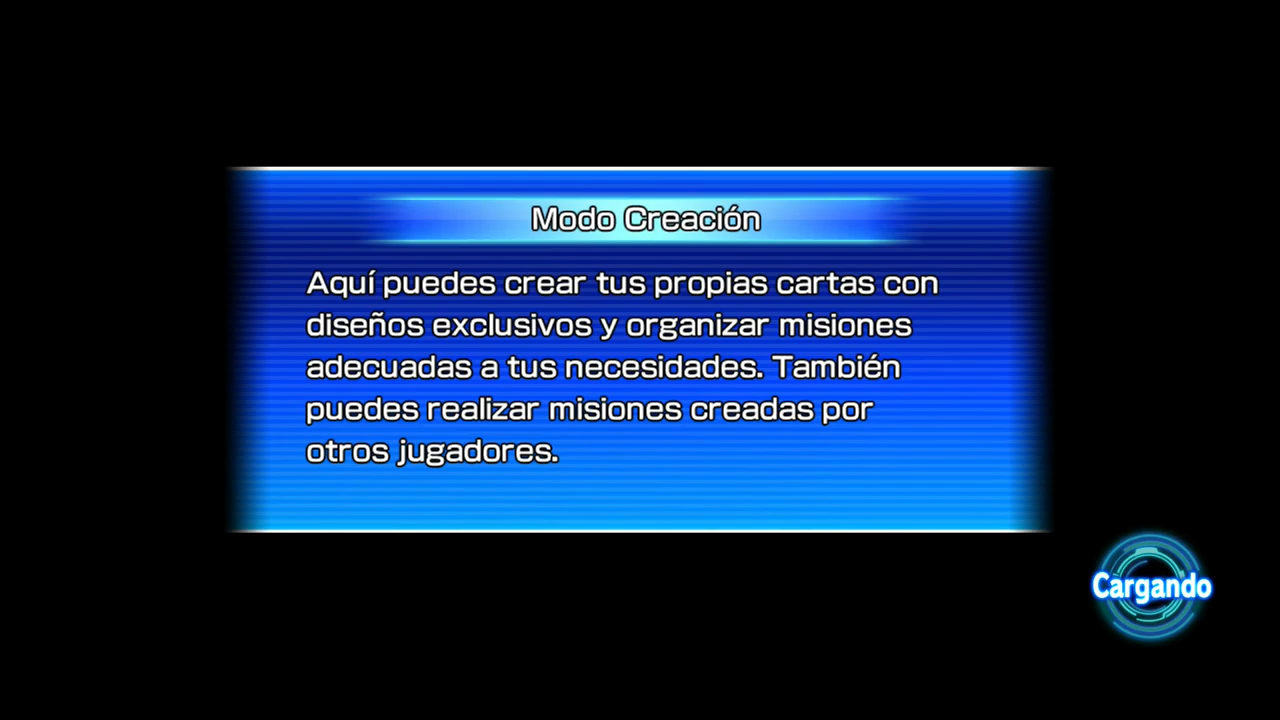 Modo Creación
Aquí puedes crear tus propias cartas con
diseños exclusivos y organizar misiones
adecuadas a tus necesidades. También
puedes realizar misiones creadas por
otros jugadores.
Cargando